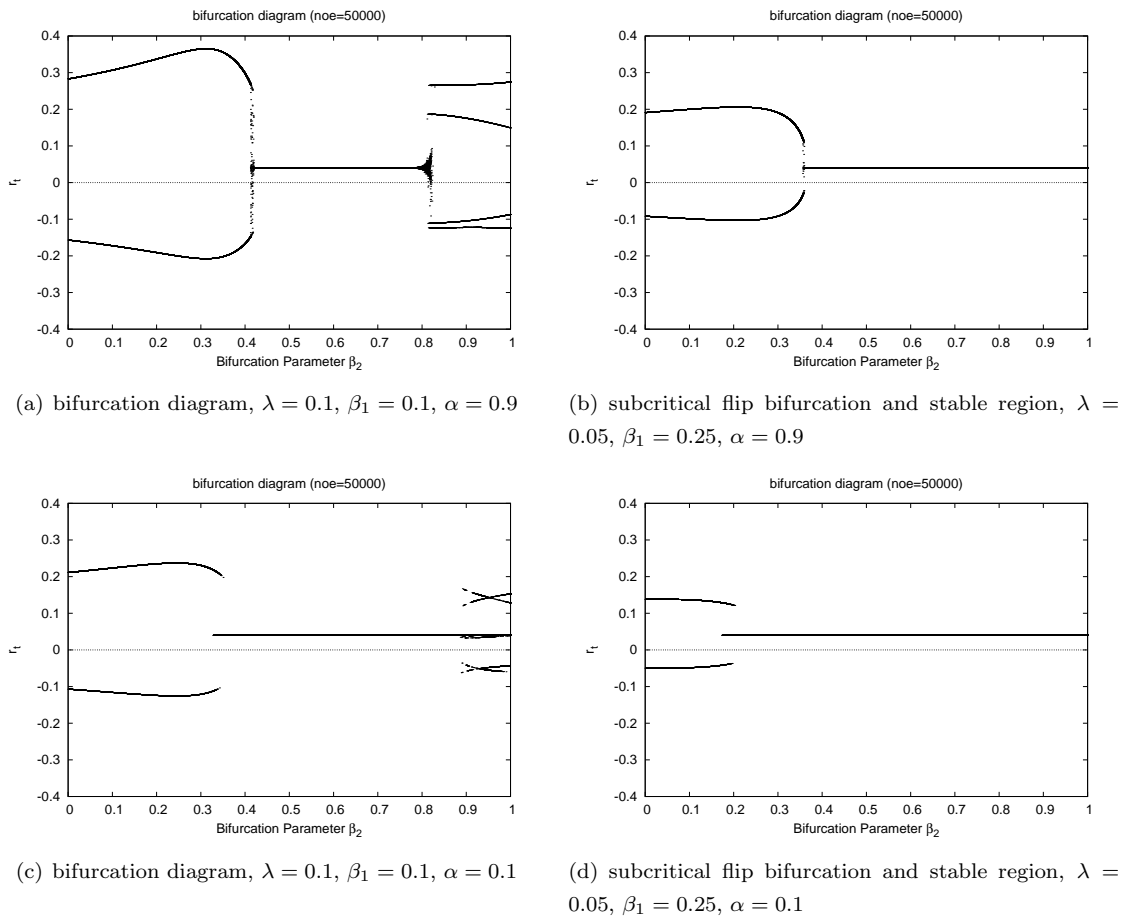 bifurcation diagram (noe=50000)
0.4
0.3
0.2
0.1
0
-0.1
-0.2
-0.3
-0.4
r_t
0 0.1 0.2 0.3 0.4 0.5 0.6 0.7 0.8 0.9 1
Bifurcation Parameter β₂
(a) bifurcation diagram, λ = 0.1, β₁ = 0.1, α = 0.9
bifurcation diagram (noe=50000)
0.4
0.3
0.2
0.1
0
-0.1
-0.2
-0.3
-0.4
r_t
0 0.1 0.2 0.3 0.4 0.5 0.6 0.7 0.8 0.9 1
Bifurcation Parameter β₂
(b) subcritical flip bifurcation and stable region, λ =
0.05, β₁ = 0.25, α = 0.9
bifurcation diagram (noe=50000)
0.4
0.3
0.2
0.1
0
-0.1
-0.2
-0.3
-0.4
r_t
0 0.1 0.2 0.3 0.4 0.5 0.6 0.7 0.8 0.9 1
Bifurcation Parameter β₂
(c) bifurcation diagram, λ = 0.1, β₁ = 0.1, α = 0.1
bifurcation diagram (noe=50000)
0.4
0.3
0.2
0.1
0
-0.1
-0.2
-0.3
-0.4
r_t
0 0.1 0.2 0.3 0.4 0.5 0.6 0.7 0.8 0.9 1
Bifurcation Parameter β₂
(d) subcritical flip bifurcation and stable region, λ =
0.05, β₁ = 0.25, α = 0.1